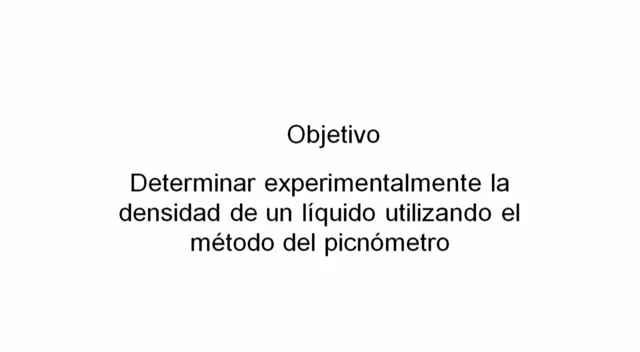 Objetivo
Determinar experimentalmente la
densidad de un líquido utilizando el
método del picnómetro